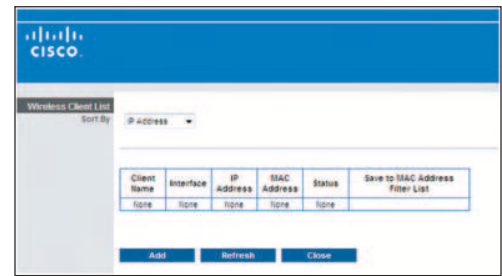 CISCO.
Wireless Client List
Sort By IP Address
Client Name Interface IP Address MAC Address Status Save to MAC Address Filter List
None None None None None
Add Refresh Close